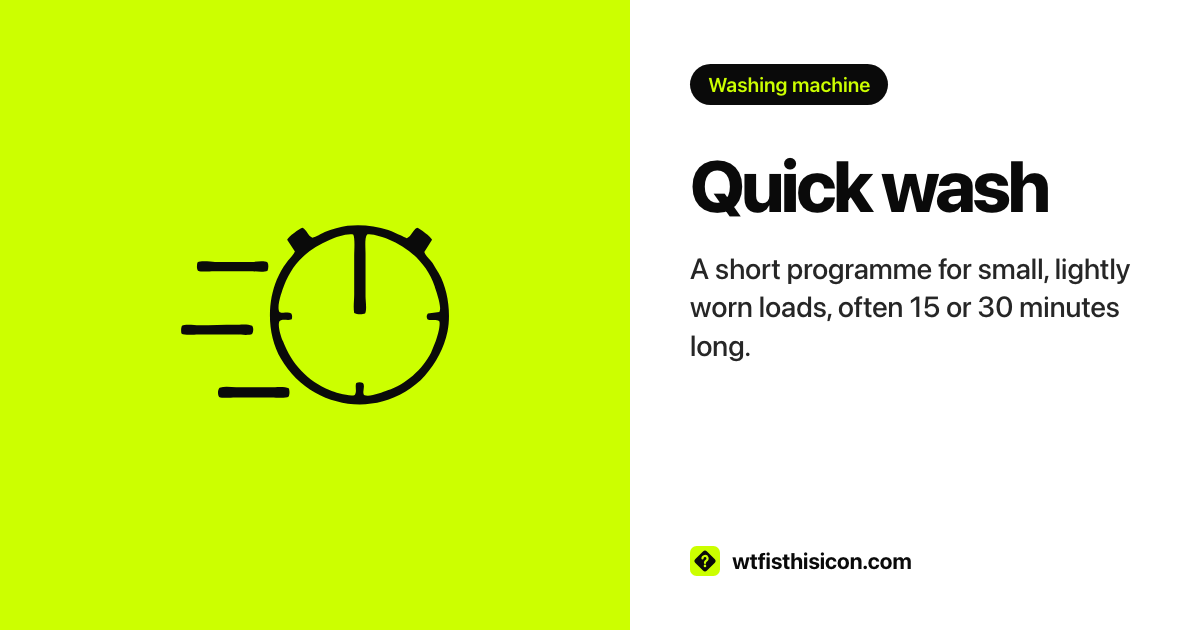 Washing machine
Quick wash
A short programme for small, lightly
worn loads, often 15 or 30 minutes
long.
?
wtfisthisicon.com